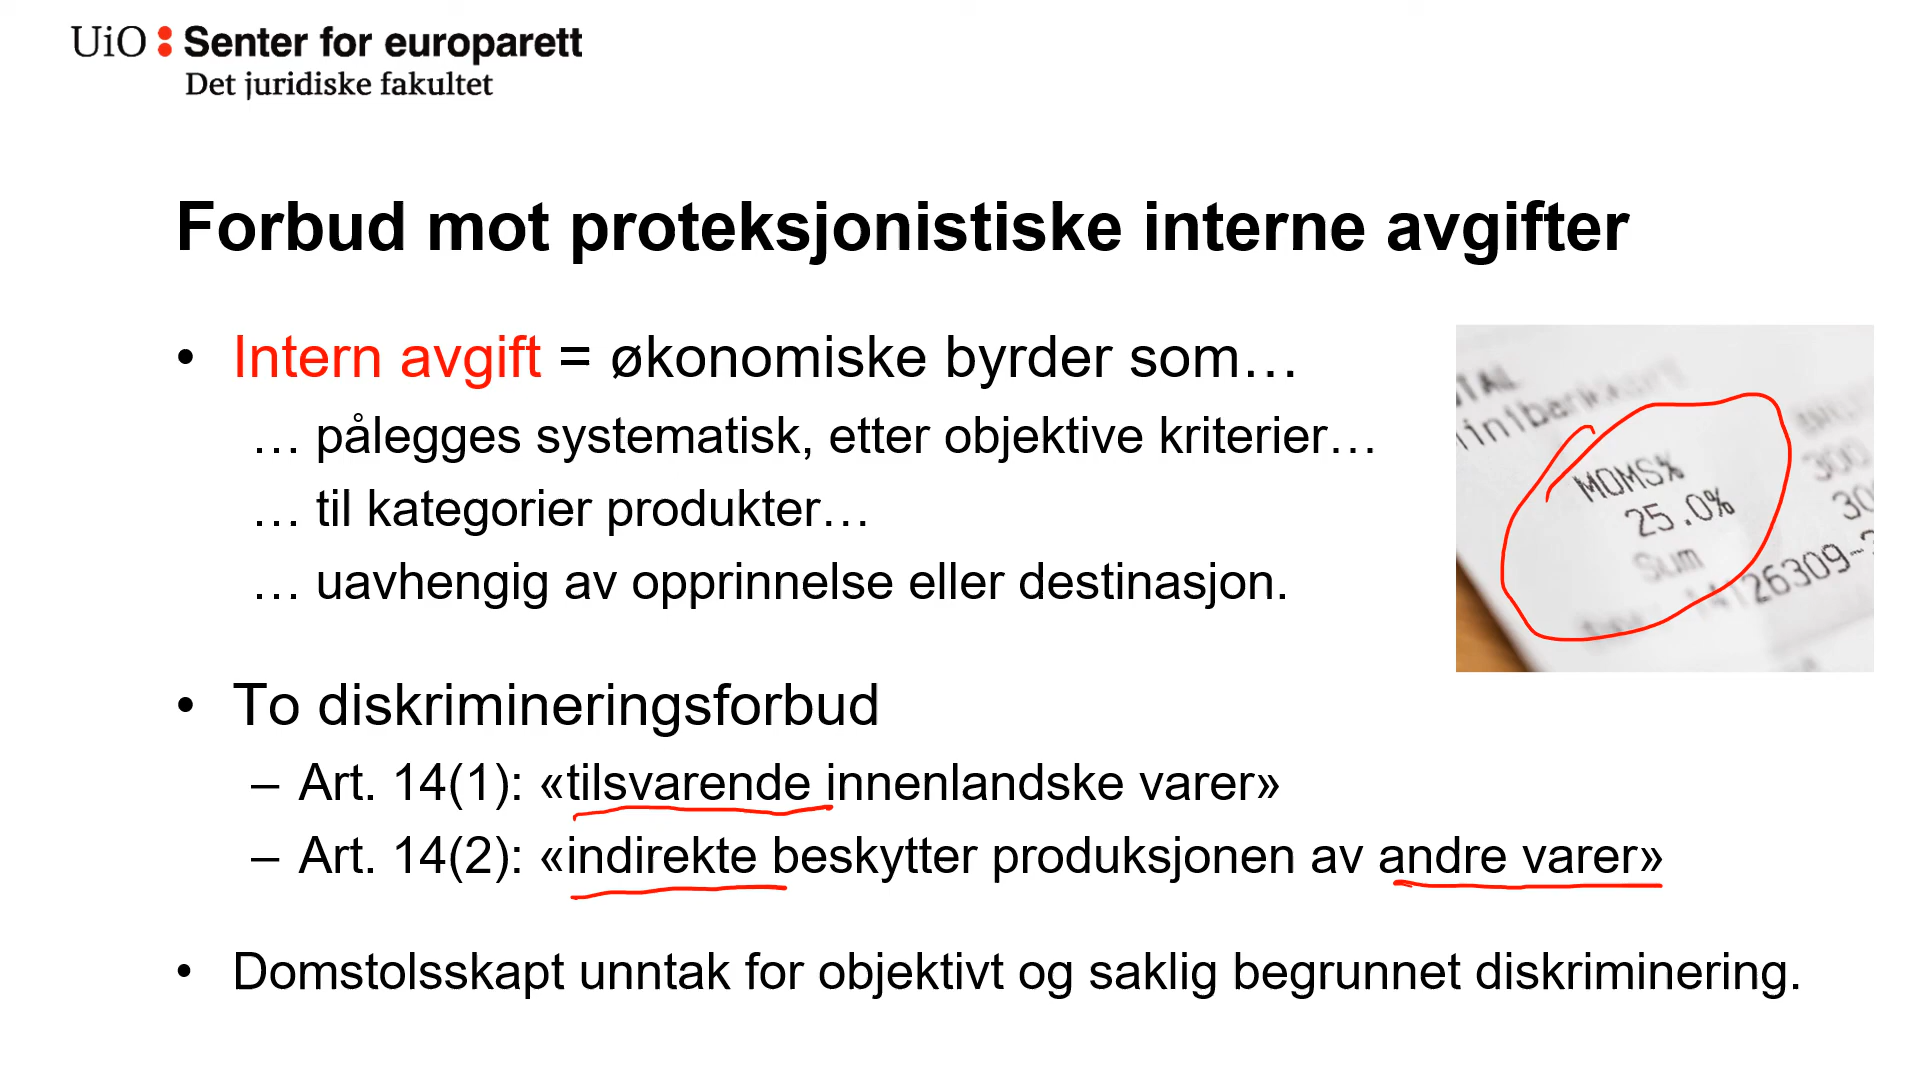 UiO : Senter for europarett
Det juridiske fakultet
Forbud mot proteksjonistiske interne avgifter
• Intern avgift = økonomiske byrder som…
… pålegges systematisk, etter objektive kriterier…
… til kategorier produkter…
… uavhengig av opprinnelse eller destinasjon.
MOMS%
25.0%
Sum
300
26309-
• To diskrimineringsforbud
– Art. 14(1): «tilsvarende innenlandske varer»
– Art. 14(2): «indirekte beskytter produksjonen av andre varer»
• Domstolsskapt unntak for objektivt og saklig begrunnet diskriminering.